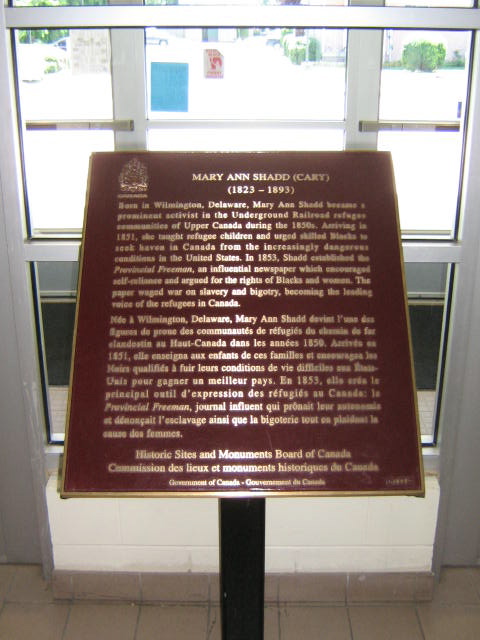 CANADA
MARY ANN SHADD (CARY)
(1823 – 1893)
Born in Wilmington, Delaware, Mary Ann Shadd became a
prominent activist in the Underground Railroad refugee
communities of Upper Canada during the 1850s. Arriving in
1851, she taught refugee children and urged skilled Blacks to
seek haven in Canada from the increasingly dangerous
conditions in the United States. In 1853, Shadd established the
Provincial Freeman, an influential newspaper which encouraged
self-reliance and argued for the rights of Blacks and women. The
paper waged war on slavery and bigotry, becoming the leading
voice of the refugees in Canada.
Née à Wilmington, Delaware, Mary Ann Shadd devint l'une des
figures de proue des communautés de réfugiés du chemin de fer
clandestin au Haut-Canada dans les années 1850. Arrivée en
1851, elle enseigna aux enfants de ces familles et encouragea les
Noirs qualifiés à fuir leurs conditions de vie difficiles aux États-
Unis pour gagner un meilleur pays. En 1853, elle créa le
principal outil d'expression des réfugiés au Canada: le
Provincial Freeman, journal influent qui prônait leur autonomie
et dénonçait l'esclavage ainsi que la bigoterie tout en plaidant la
cause des femmes.
Historic Sites and Monuments Board of Canada
Commission des lieux et monuments historiques du Canada
Government of Canada - Gouvernement du Canada